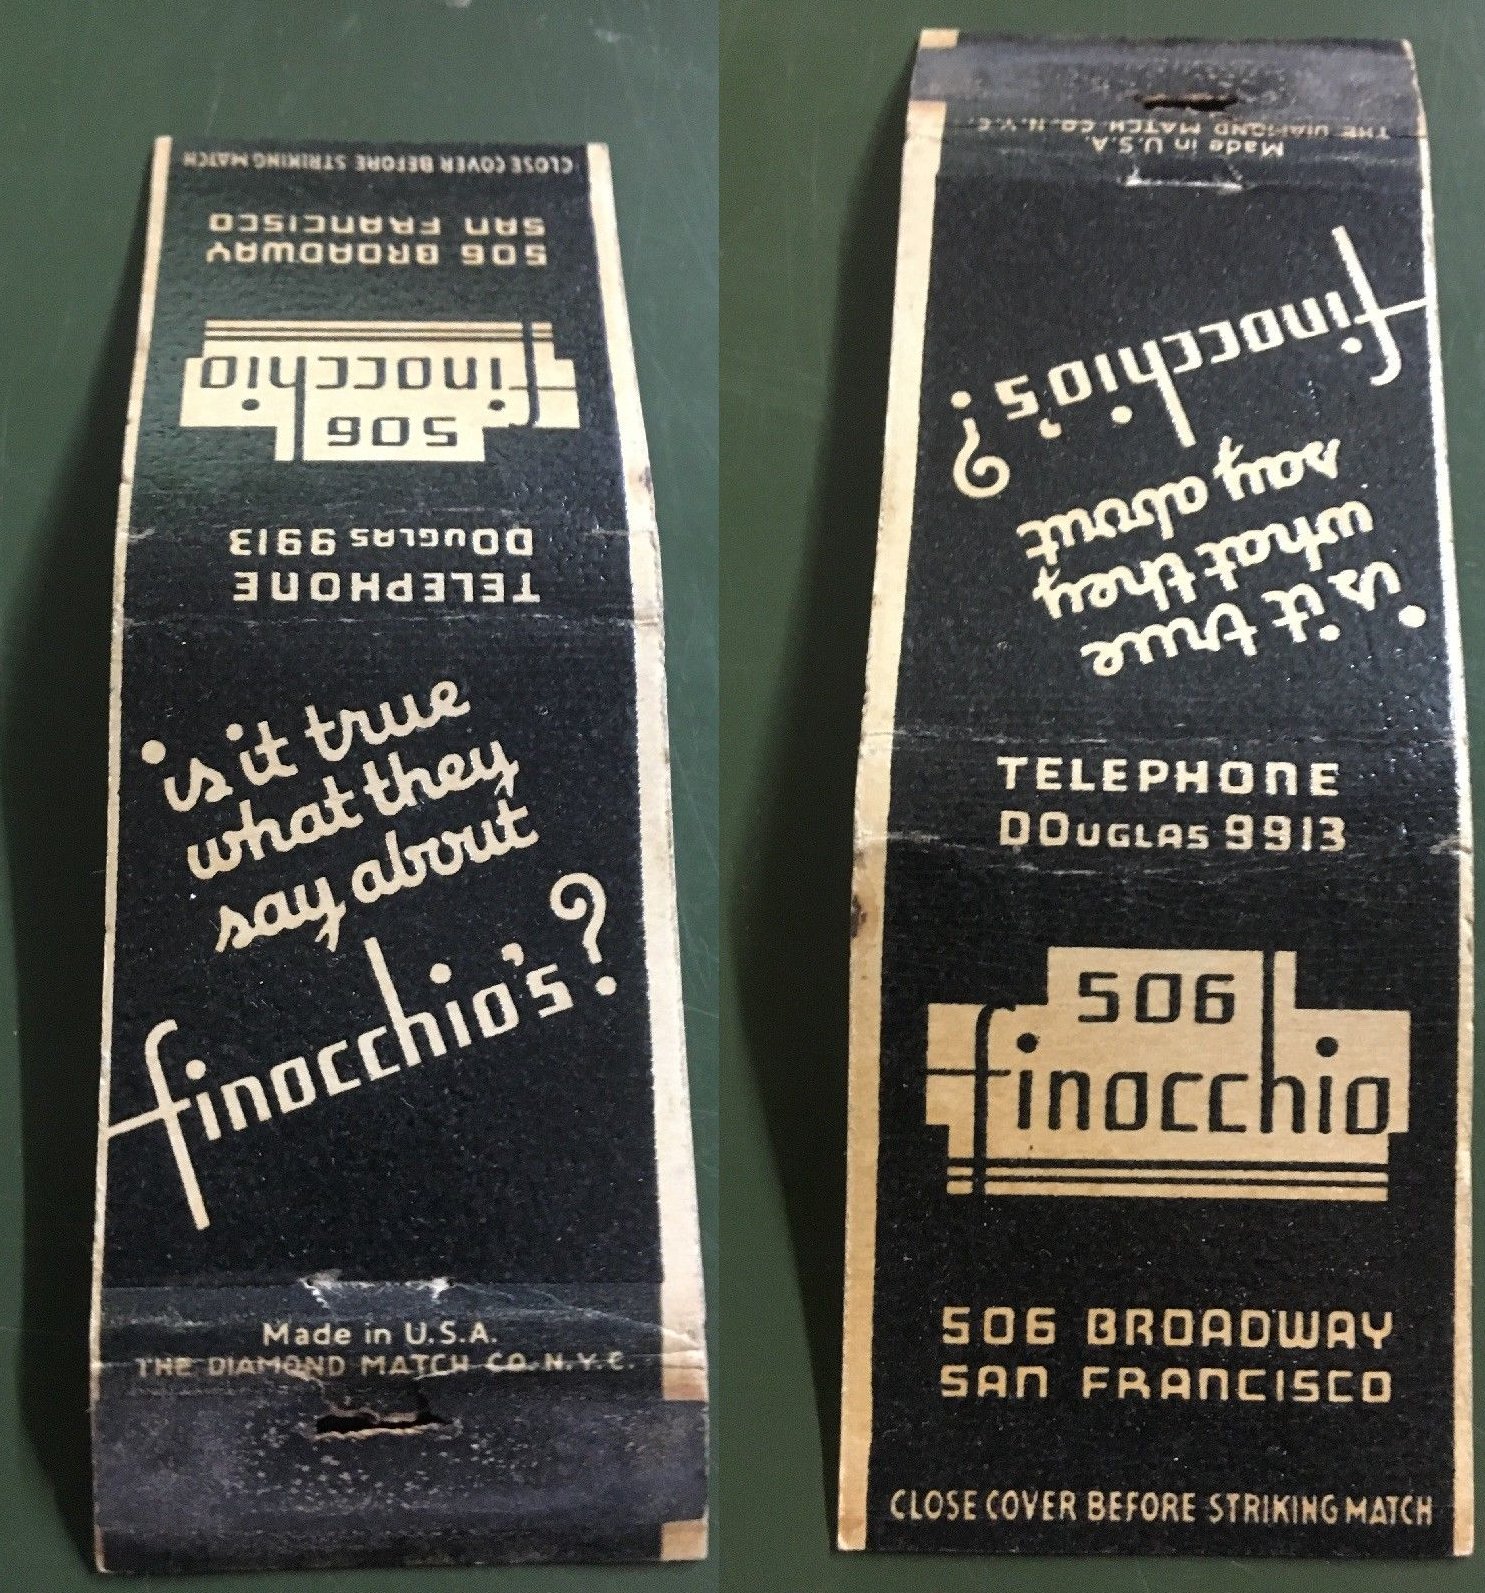 CLOSE COVER BEFORE STRIKING MATCH
506 BROADWAY
SAN FRANCISCO
506
finocchio
TELEPHONE
DOUGLAS 9913
is it true
what they
say about
finocchio's?
Made in U.S.A.
THE DIAMOND MATCH CO. N.Y.C.
THE DIAMOND MATCH CO. N.Y.C.
Made in U.S.A.
is it true
what they
say about
finocchio's?
TELEPHONE
DOUGLAS 9913
506
finocchio
506 BROADWAY
SAN FRANCISCO
CLOSE COVER BEFORE STRIKING MATCH